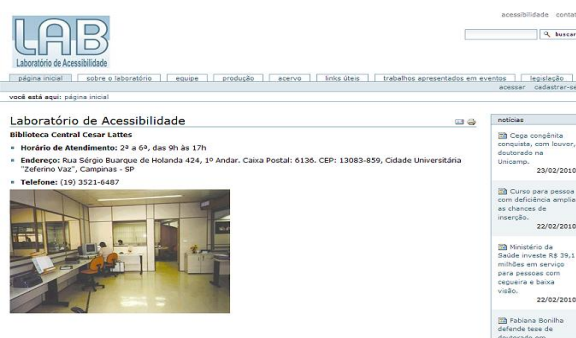 acessibilidade contat
LAB
Laboratório de Acessibilidade
buscar
página inicial sobre o laboratório equipe produção acervo links úteis trabalhos apresentados em eventos legislação
acessar cadastrar-se
você está aqui: página inicial
Laboratório de Acessibilidade
Biblioteca Central Cesar Lattes
Horário de Atendimento: 2ª a 6ª, das 9h às 17h
Endereço: Rua Sérgio Buarque de Holanda 424, 1º Andar. Caixa Postal: 6136. CEP: 13083-859, Cidade Universitária
"Zeferino Vaz", Campinas - SP
Telefone: (19) 3521-6487
notícias
Cega congênita
conquista, com louvor,
doutorado na
Unicamp.
23/02/2010
Curso para pessoa
com deficiência amplia
as chances de
inserção.
22/02/2010
Ministério da
Saúde investe R$ 39,1
milhões em serviço
para pessoas com
cegueira e baixa
visão.
22/02/2010
Fabiana Bonilha
defende tese de
doutorado em